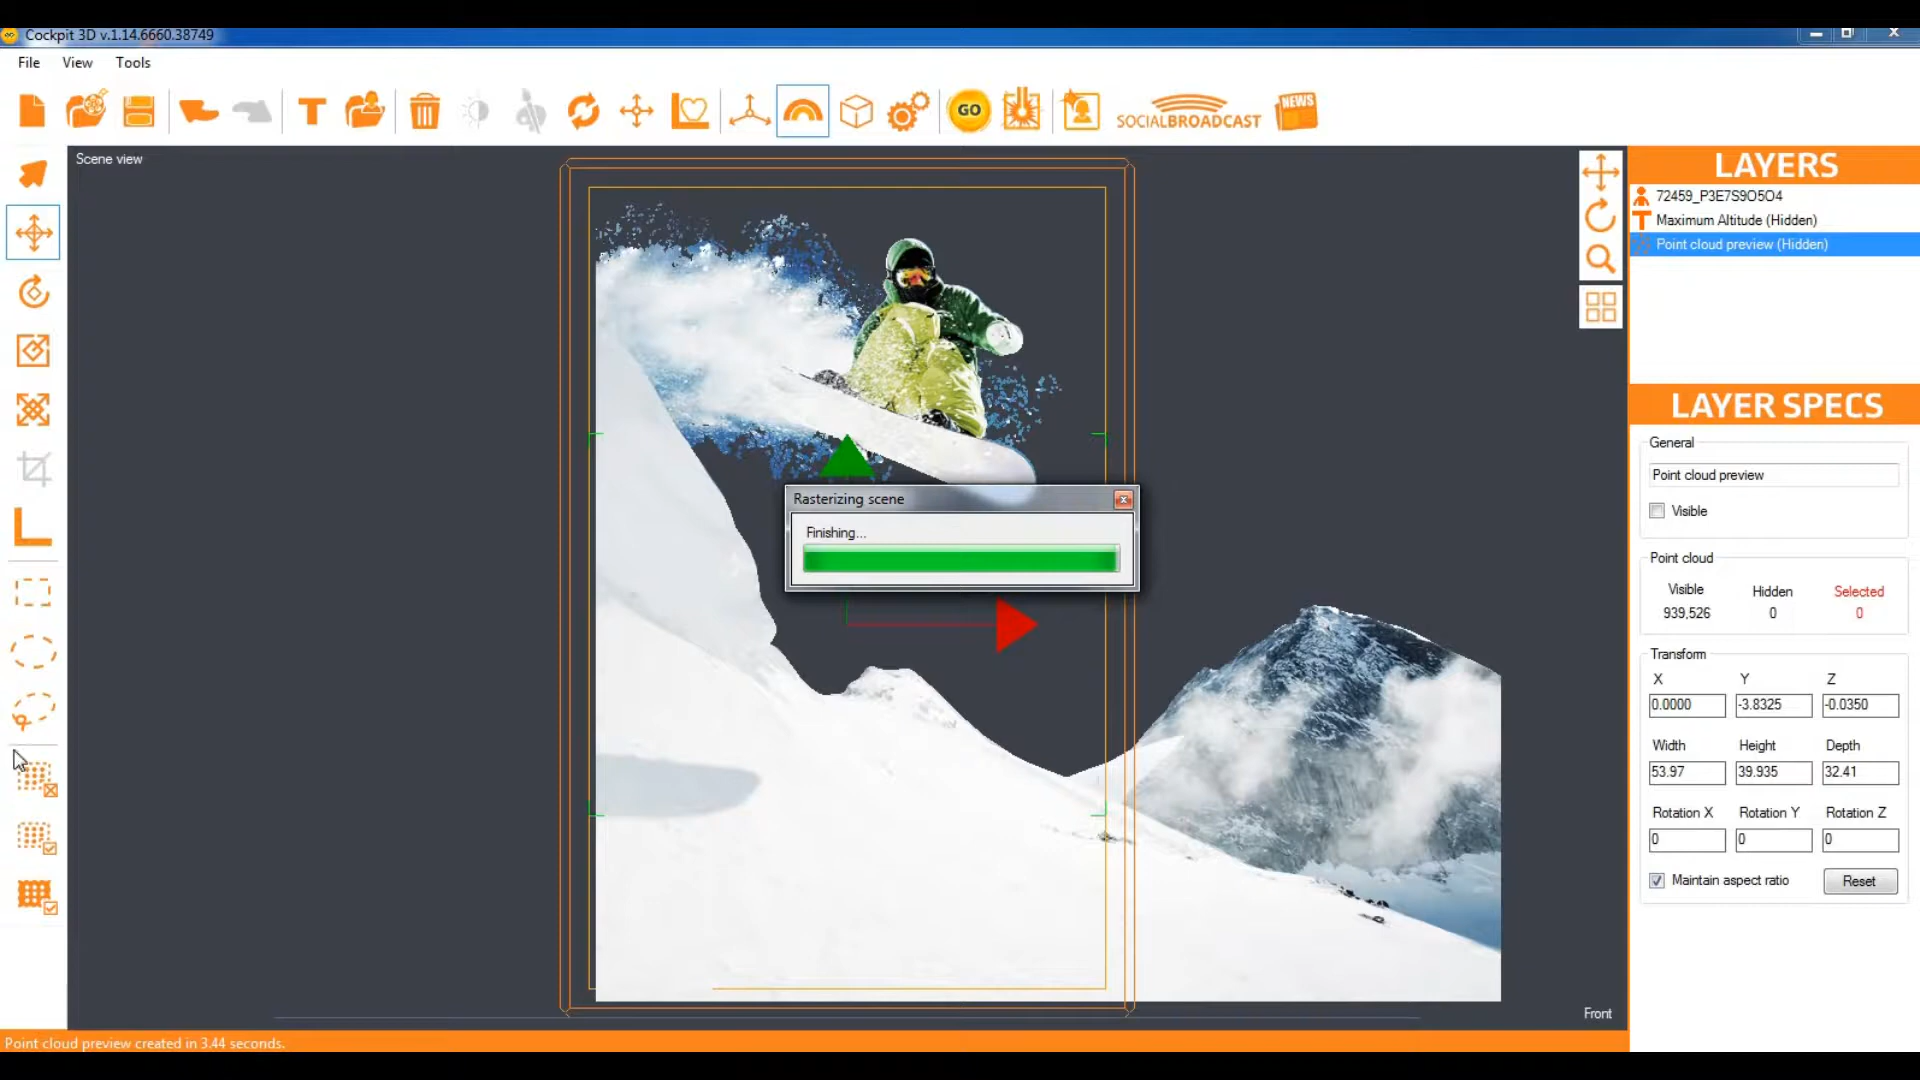 Cockpit 3D v.1.14.6660.38749
File View Tools
T GO SOCIALBROADCAST NEWS
Scene view
LAYERS
72459_P3E7S9O5O4
Maximum Altitude (Hidden)
Point cloud preview (Hidden)
LAYER SPECS
General
Point cloud preview
Visible
Point cloud
Visible Hidden Selected
939,526 0 0
Transform
X Y Z
0.0000 -3.8325 -0.0350
Width Height Depth
53.97 39.935 32.41
Rotation X Rotation Y Rotation Z
0 0 0
Maintain aspect ratio Reset
Rasterizing scene
Finishing...
Front
Point cloud preview created in 3.44 seconds.